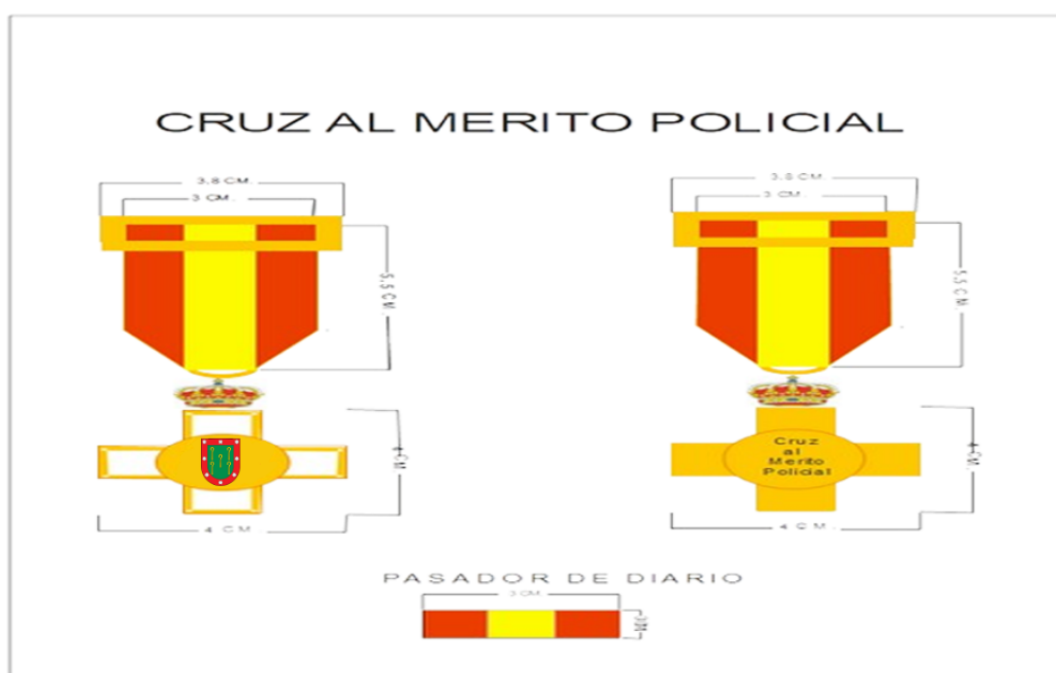 CRUZ AL MERITO POLICIAL
3.8 CM.
3 CM.
5,5 CM.
4 CM
4 CM.
3.8 CM.
3 CM.
5,5 CM.
Cruz
al
Merito
Policial
4 CM.
4 CM.
PASADOR DE DIARIO
3 CM.